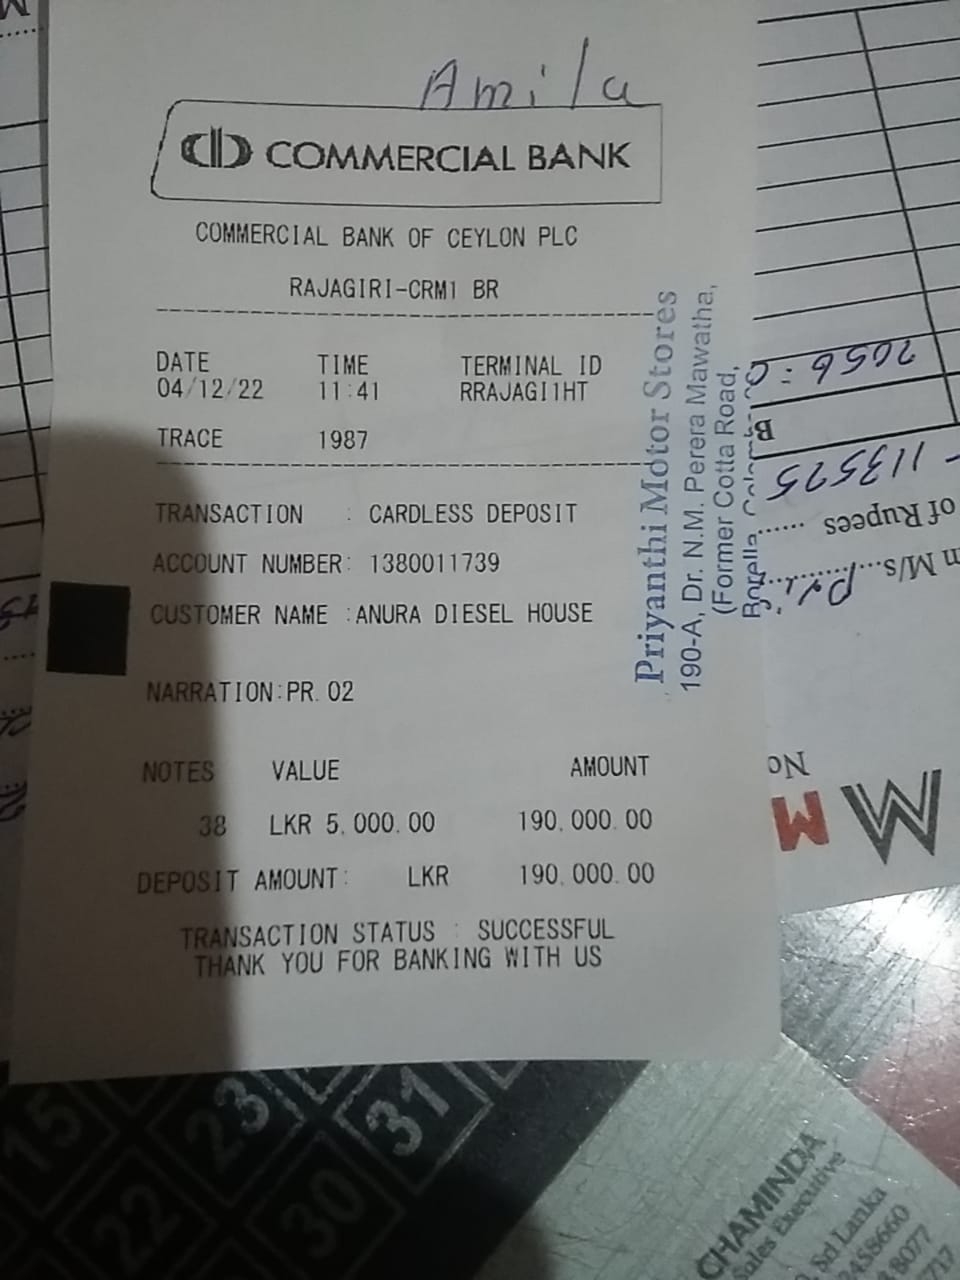 Amila
COMMERCIAL BANK
COMMERCIAL BANK OF CEYLON PLC
RAJAGIRI-CRM1 BR
DATE TIME TERMINAL ID
04/12/22 11:41 RRAJAGI1HT
TRACE 1987
TRANSACTION : CARDLESS DEPOSIT
ACCOUNT NUMBER: 1380011739
CUSTOMER NAME :ANURA DIESEL HOUSE
NARRATION:PR.02
NOTES VALUE AMOUNT
38 LKR 5,000.00 190,000.00
DEPOSIT AMOUNT: LKR 190,000.00
TRANSACTION STATUS : SUCCESSFUL
THANK YOU FOR BANKING WITH US
Priyanthi Motor Stores
190-A, Dr. N.M. Perera Mawatha,
(Former Cotta Road,
2056
113525
of Rupees
M/s.
No
M M
15 23 31
22 30
CHAMINDA
Sales Executive
Sri Lanka
8077